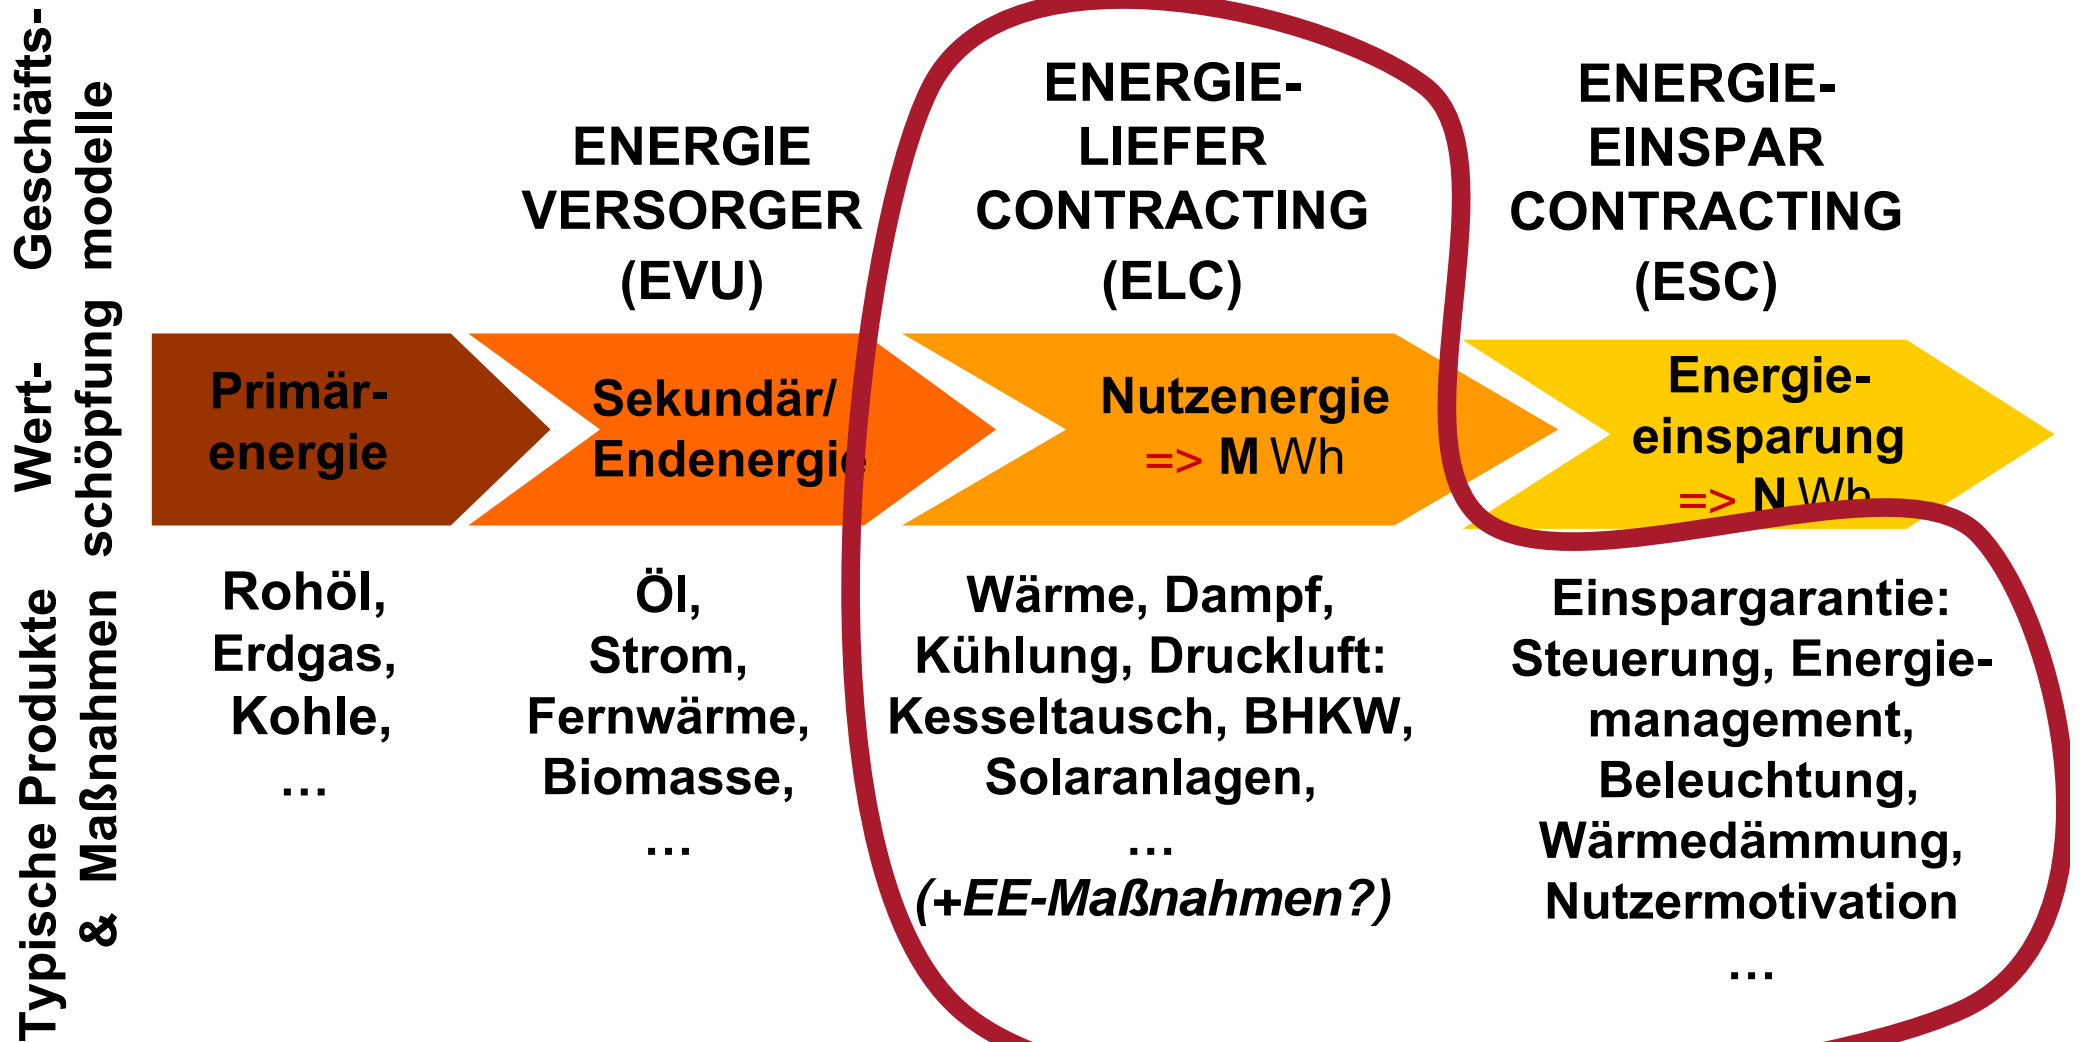 Geschäfts-
modelle
ENERGIE
VERSORGER
(EVU)
ENERGIE-
LIEFER
CONTRACTING
(ELC)
ENERGIE-
EINSPAR
CONTRACTING
(ESC)
Wert-
schöpfung
Primär-
energie
Sekundär/
Endenergie
Nutzenergie
=> M Wh
Energie-
einsparung
=> N Wh
Typische Produkte
& Maßnahmen
Rohöl,
Erdgas,
Kohle,
…
Öl,
Strom,
Fernwärme,
Biomasse,
…
Wärme, Dampf,
Kühlung, Druckluft:
Kesseltausch, BHKW,
Solaranlagen,
…
(+EE-Maßnahmen?)
Einspargarantie:
Steuerung, Energie-
management,
Beleuchtung,
Wärmedämmung,
Nutzermotivation
…